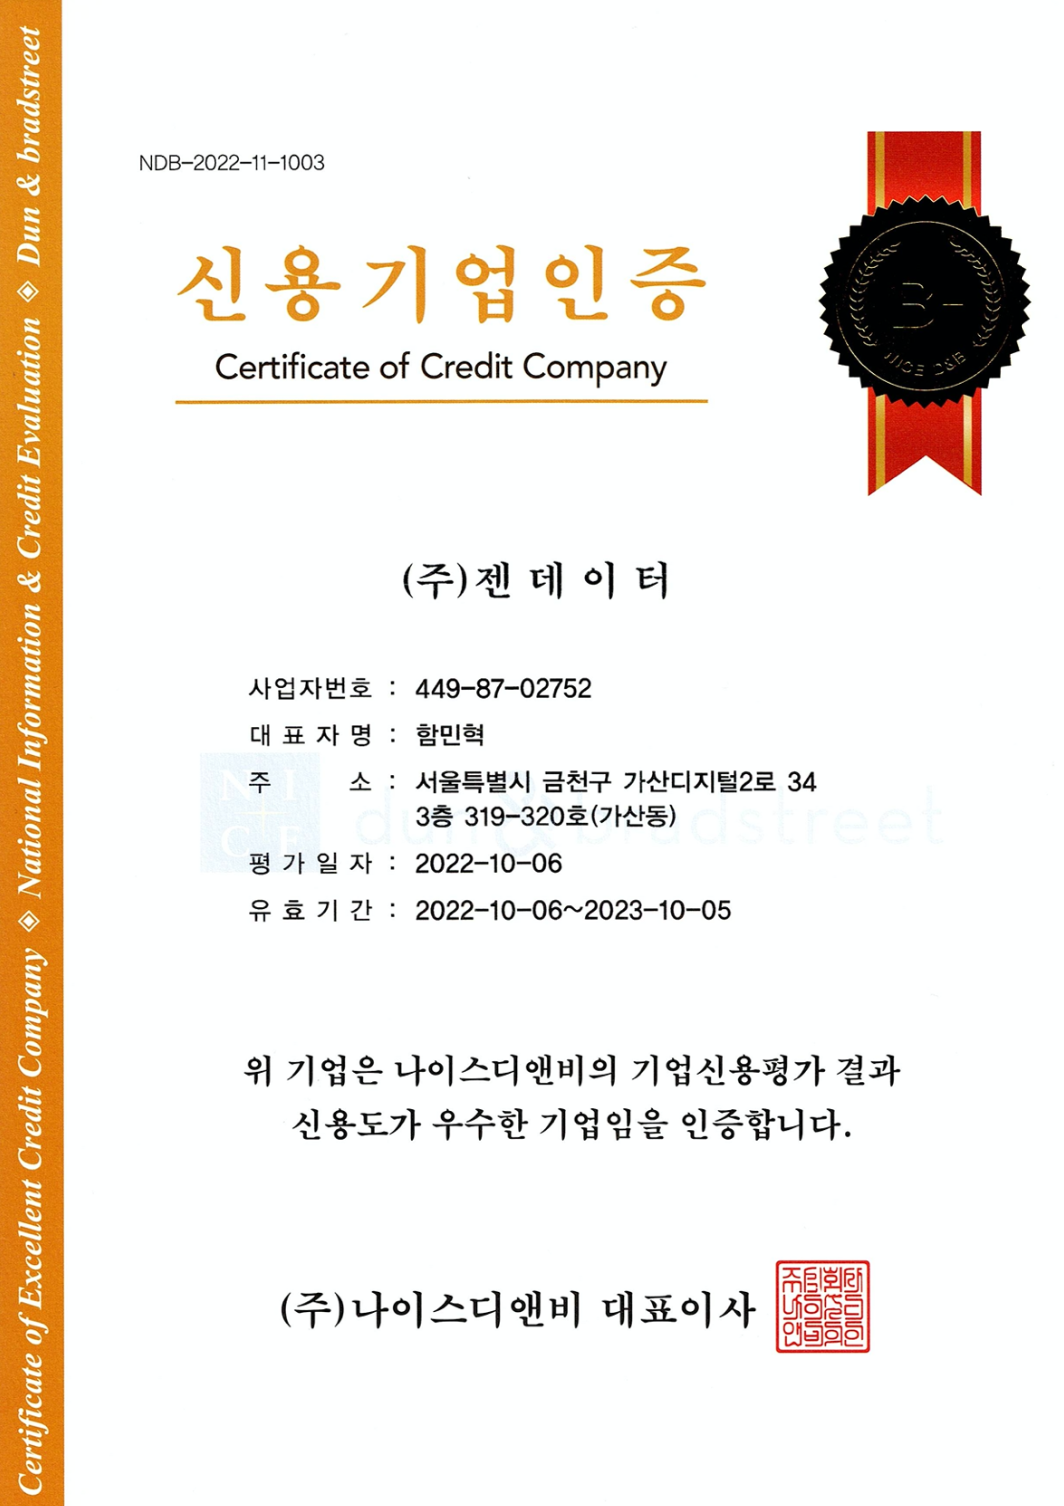 NDB-2022-11-1003
신용기업인증
Certificate of Credit Company
B-
NICE D&B
(주)젠데이터
사업자번호 : 449-87-02752
대표자명 : 함민혁
주 소 : 서울특별시 금천구 가산디지털2로 34
3층 319-320호(가산동)
평가일자 : 2022-10-06
유효기간 : 2022-10-06~2023-10-05
NICE dun & bradstreet
위 기업은 나이스디앤비의 기업신용평가 결과
신용도가 우수한 기업임을 인증합니다.
(주)나이스디앤비 대표이사
Certificate of Excellent Credit Company ◈ National Information & Credit Evaluation ◈ Dun & bradstreet